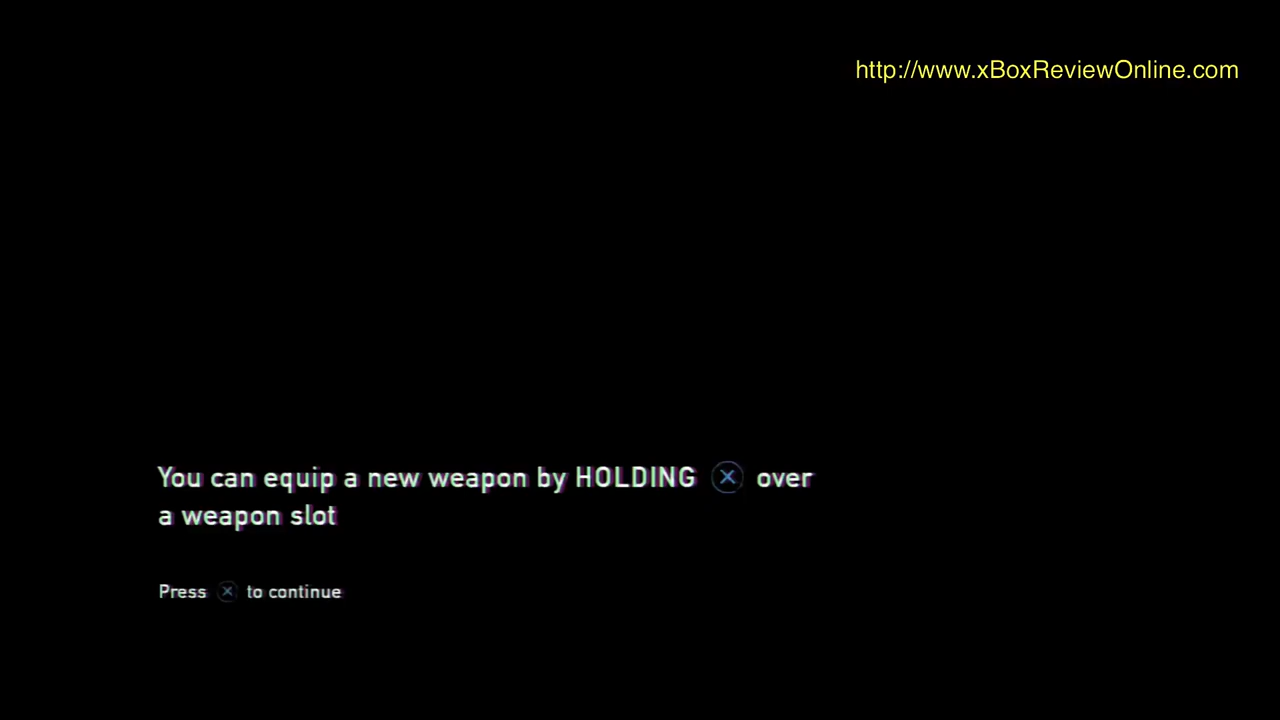 http://www.xBoxReviewOnline.com
You can equip a new weapon by HOLDING ⓧ over
a weapon slot
Press ⓧ to continue